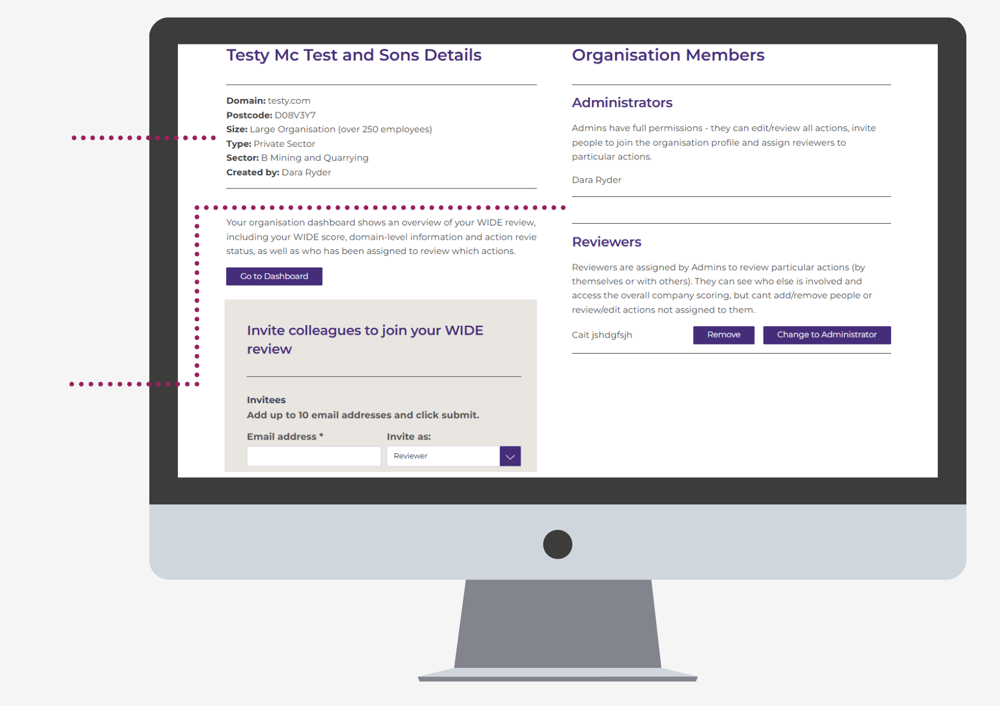 Testy Mc Test and Sons Details
Domain: testy.com
Postcode: D08V3Y7
Size: Large Organisation (over 250 employees)
Type: Private Sector
Sector: B Mining and Quarrying
Created by: Dara Ryder
Your organisation dashboard shows an overview of your WIDE review,
including your WIDE score, domain-level information and action revie
status, as well as who has been assigned to review which actions.
Go to Dashboard
Invite colleagues to join your WIDE
review
Invitees
Add up to 10 email addresses and click submit.
Email address * Invite as:
Reviewer
Organisation Members
Administrators
Admins have full permissions - they can edit/review all actions, invite
people to join the organisation profile and assign reviewers to
particular actions.
Dara Ryder
Reviewers
Reviewers are assigned by Admins to review particular actions (by
themselves or with others). They can see who else is involved and
access the overall company scoring, but cant add/remove people or
review/edit actions not assigned to them.
Cait jshdgfsjh Remove Change to Administrator